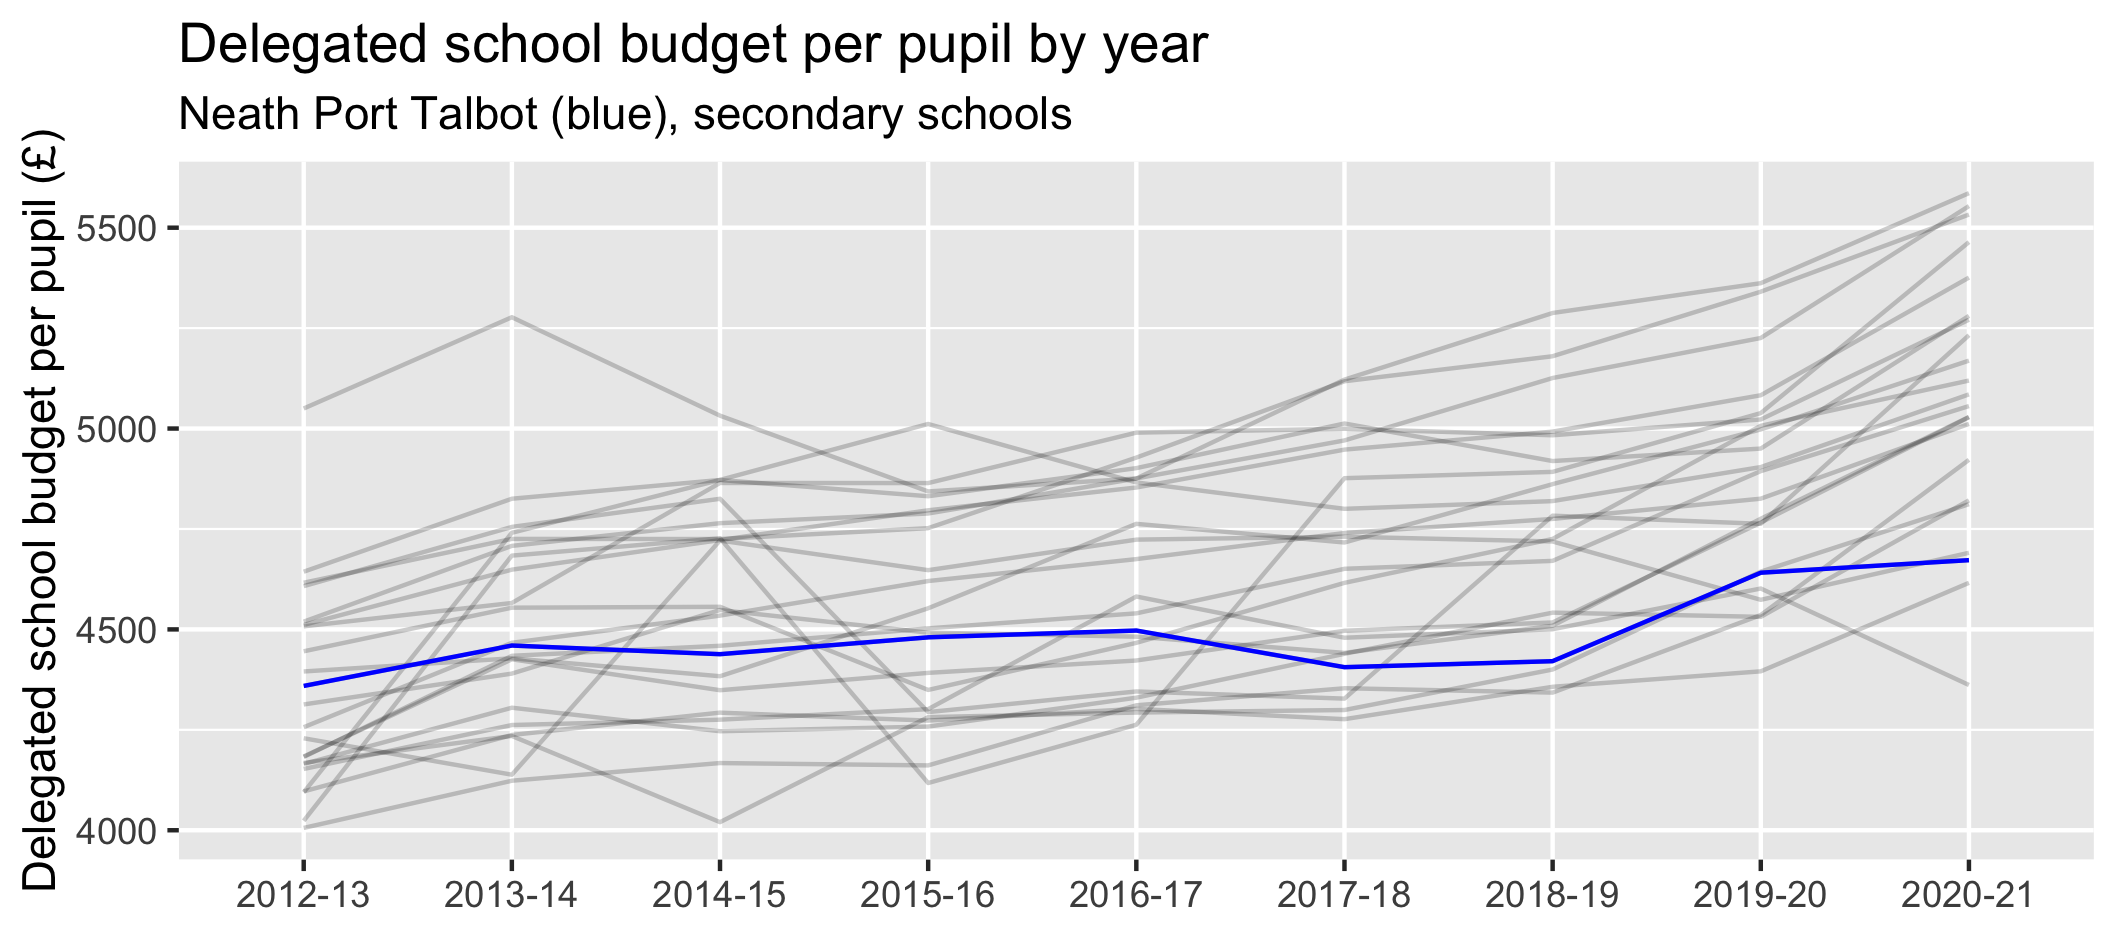 Delegated school budget per pupil by year
Neath Port Talbot (blue), secondary schools
Delegated school budget per pupil (£)
5500
5000
4500
4000
2012-13 2013-14 2014-15 2015-16 2016-17 2017-18 2018-19 2019-20 2020-21